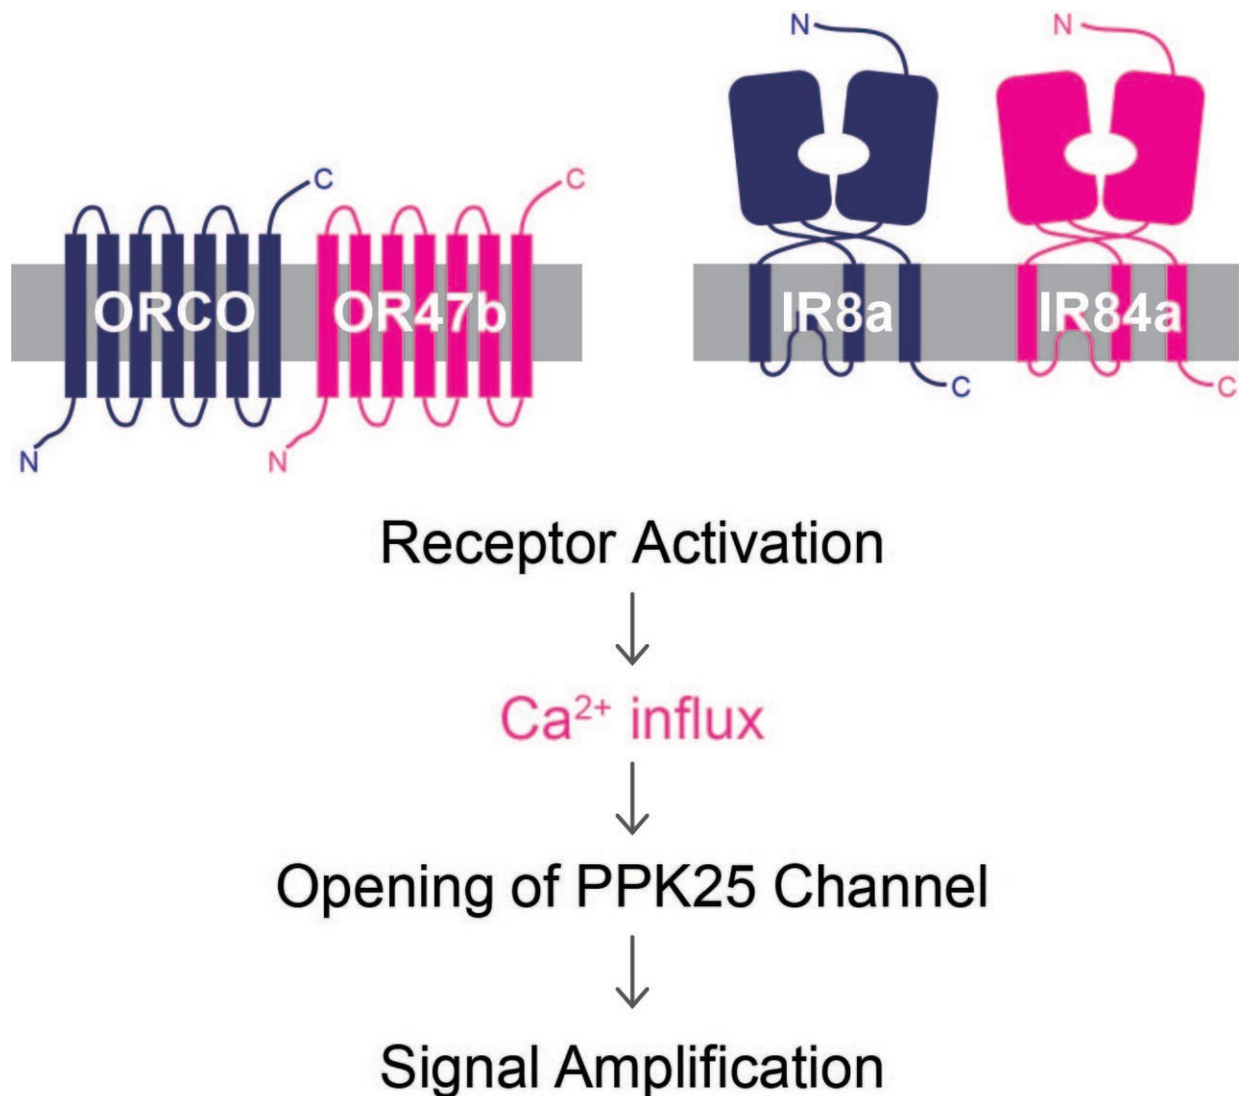 N
N
C
C
ORCO
OR47b
IR8a
IR84a
C
C
N
N
Receptor Activation
Ca²⁺ influx
Opening of PPK25 Channel
Signal Amplification